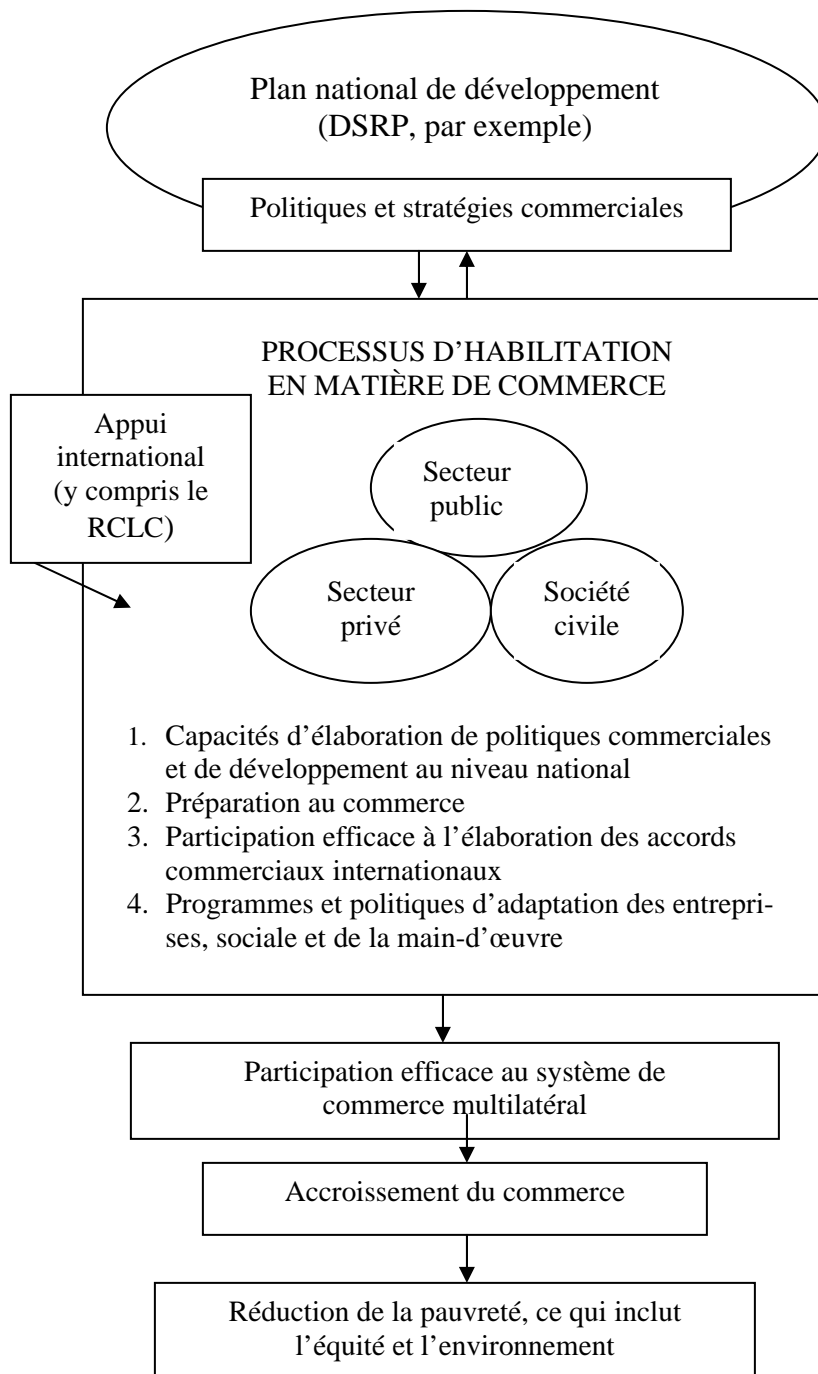 Plan national de développement
(DSRP, par exemple)
Politiques et stratégies commerciales
PROCESSUS D’HABILITATION
EN MATIÈRE DE COMMERCE
Appui
international
(y compris le
RCLC)
Secteur
public
Secteur
privé
Société
civile
1. Capacités d’élaboration de politiques commerciales
et de développement au niveau national
2. Préparation au commerce
3. Participation efficace à l’élaboration des accords
commerciaux internationaux
4. Programmes et politiques d’adaptation des entrepri-
ses, sociale et de la main-d’œuvre
Participation efficace au système de
commerce multilatéral
Accroissement du commerce
Réduction de la pauvreté, ce qui inclut
l’équité et l’environnement